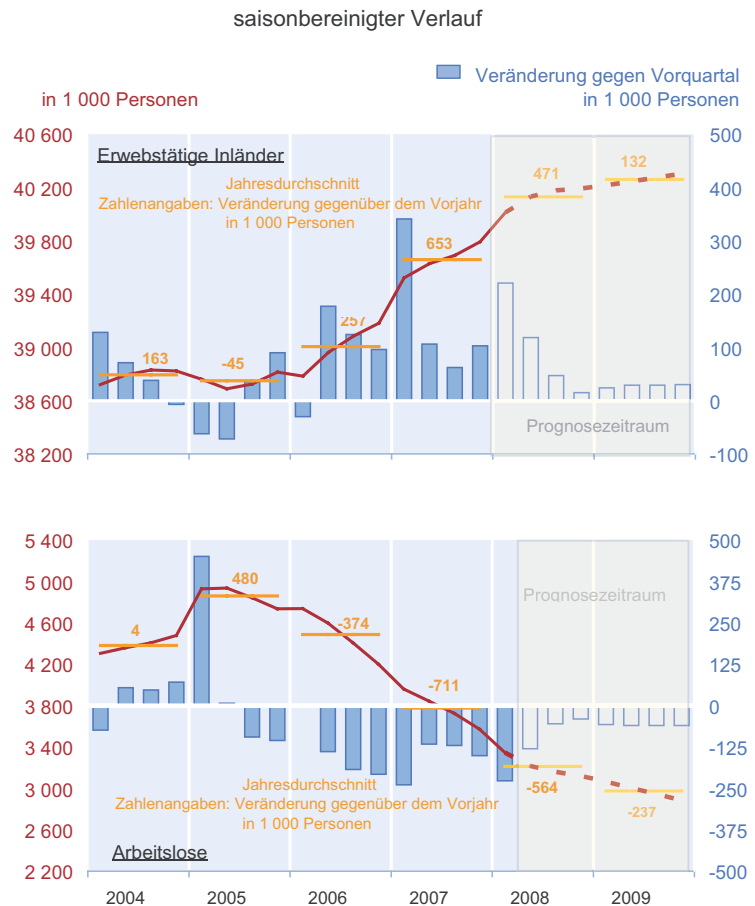 saisonbereinigter Verlauf
Veränderung gegen Vorquartal
in 1 000 Personen
in 1 000 Personen
40 600
40 200
39 800
39 400
39 000
38 600
38 200
500
400
300
200
100
0
-100
Erwebstätige Inländer
Jahresdurchschnitt
Zahlenangaben: Veränderung gegenüber dem Vorjahr
in 1 000 Personen
163
-45
257
653
471
132
Prognosezeitraum
5 400
5 000
4 600
4 200
3 800
3 400
3 000
2 600
2 200
500
375
250
125
0
-125
-250
-375
-500
Prognosezeitraum
4
480
-374
-711
-564
-237
Jahresdurchschnitt
Zahlenangaben: Veränderung gegenüber dem Vorjahr
in 1 000 Personen
Arbeitslose
2004 2005 2006 2007 2008 2009